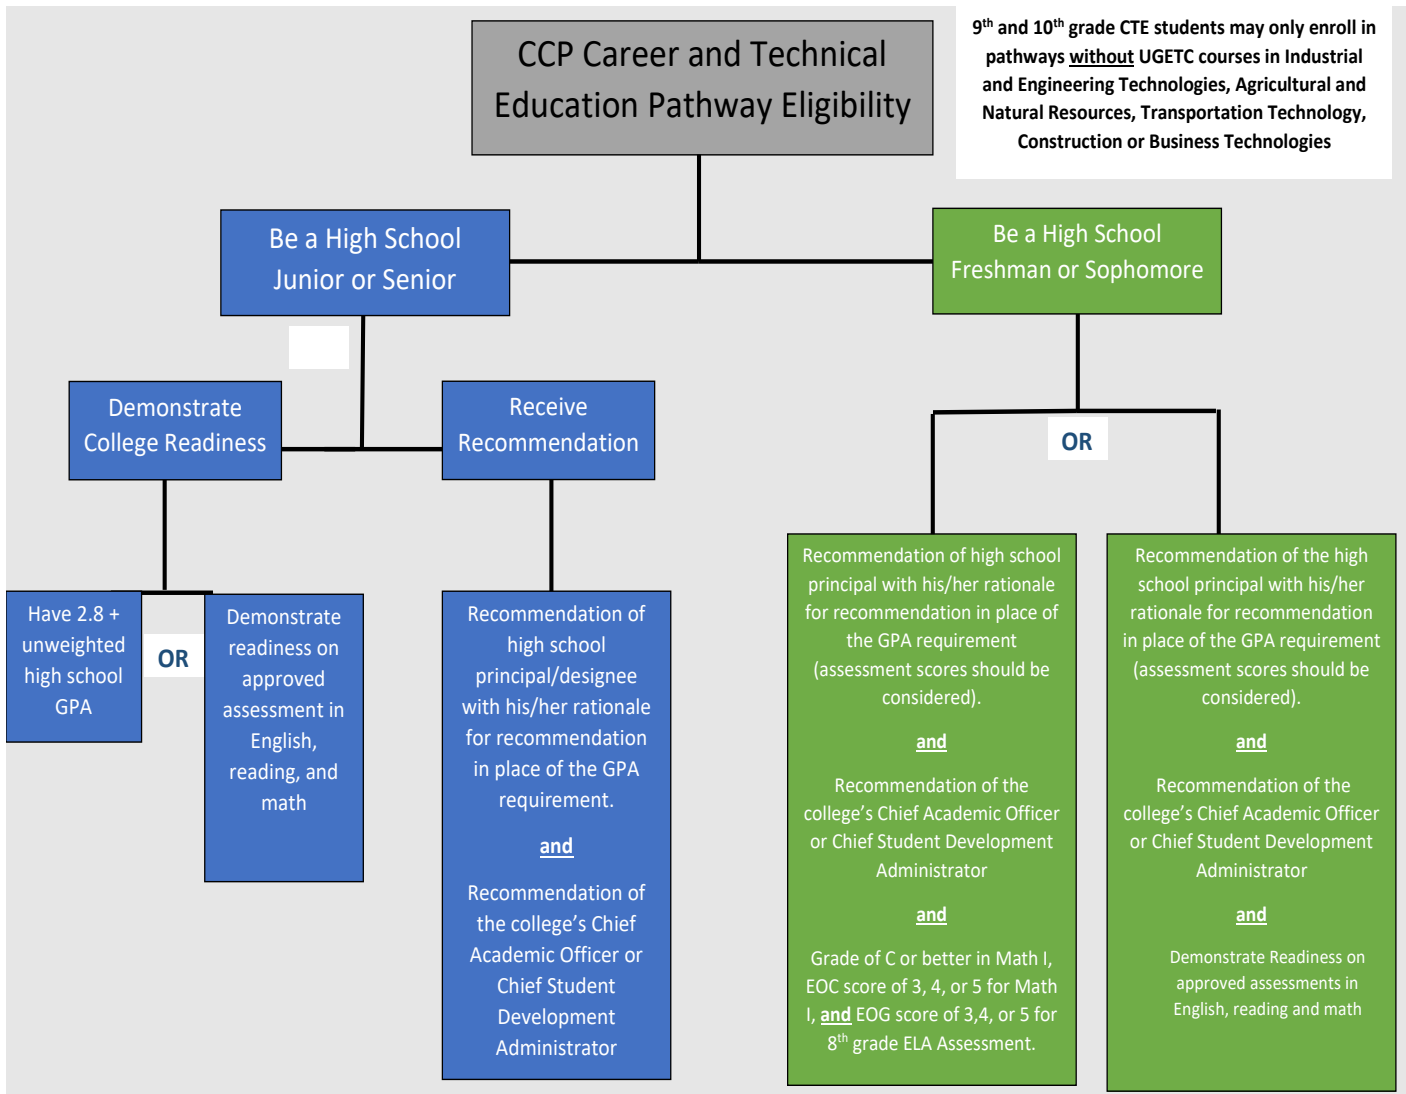 CCP Career and Technical
Education Pathway Eligibility
9th and 10th grade CTE students may only enroll in
pathways without UGETC courses in Industrial
and Engineering Technologies, Agricultural and
Natural Resources, Transportation Technology,
Construction or Business Technologies
Be a High School
Junior or Senior
Be a High School
Freshman or Sophomore
Demonstrate
College Readiness
Receive
Recommendation
OR
Have 2.8 +
unweighted
high school
GPA
OR
Demonstrate
readiness on
approved
assessment in
English,
reading, and
math
Recommendation of
high school
principal/designee
with his/her rationale
for recommendation
in place of the GPA
requirement.
and
Recommendation of
the college’s Chief
Academic Officer or
Chief Student
Development
Administrator
Recommendation of high school
principal with his/her rationale
for recommendation in place of
the GPA requirement
(assessment scores should be
considered).
and
Recommendation of the
college’s Chief Academic Officer
or Chief Student Development
Administrator
and
Grade of C or better in Math I,
EOC score of 3, 4, or 5 for Math
I, and EOG score of 3,4, or 5 for
8th grade ELA Assessment.
Recommendation of the high
school principal with his/her
rationale for recommendation
in place of the GPA requirement
(assessment scores should be
considered).
and
Recommendation of the
college’s Chief Academic Officer
or Chief Student Development
Administrator
and
Demonstrate Readiness on
approved assessments in
English, reading and math